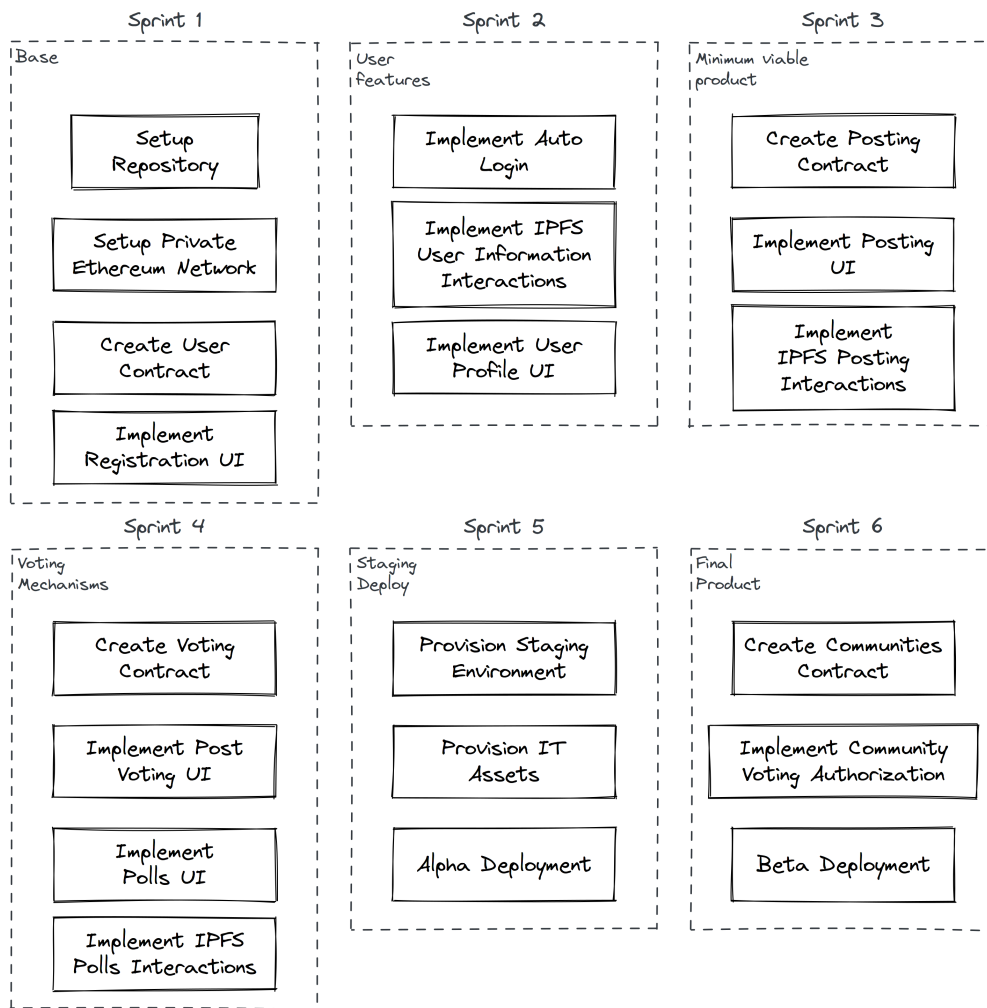 Sprint 1
Base
Setup
Repository
Setup Private
Ethereum Network
Create User
Contract
Implement
Registration UI
Sprint 2
User
features
Implement Auto
Login
Implement IPFS
User Information
Interactions
Implement User
Profile UI
Sprint 3
Minimum viable
product
Create Posting
Contract
Implement Posting
UI
Implement
IPFS Posting
Interactions
Sprint 4
Voting
Mechanisms
Create Voting
Contract
Implement Post
Voting UI
Implement
Polls UI
Implement IPFS
Polls Interactions
Sprint 5
Staging
Deploy
Provision Staging
Environment
Provision IT
Assets
Alpha Deployment
Sprint 6
Final
Product
Create Communities
Contract
Implement Community
Voting Authorization
Beta Deployment